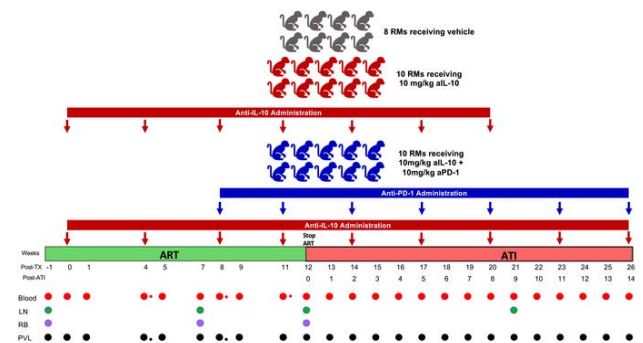 8 RMs receiving vehicle
10 RMs receiving
10 mg/kg aIL-10
Anti-IL-10 Administration
10 RMs receiving
10mg/kg aIL-10 +
10mg/kg aPD-1
Anti-PD-1 Administration
Anti-IL-10 Administration
Stop
ART
Weeks ART ATI
Post-TX -1 0 1 4 5 7 8 9 11 12 13 14 15 16 17 18 19 20 21 22 23 24 25 26
Post-ATI 0 1 2 3 4 5 6 7 8 9 10 11 12 13 14
Blood
LN
RB
PVL